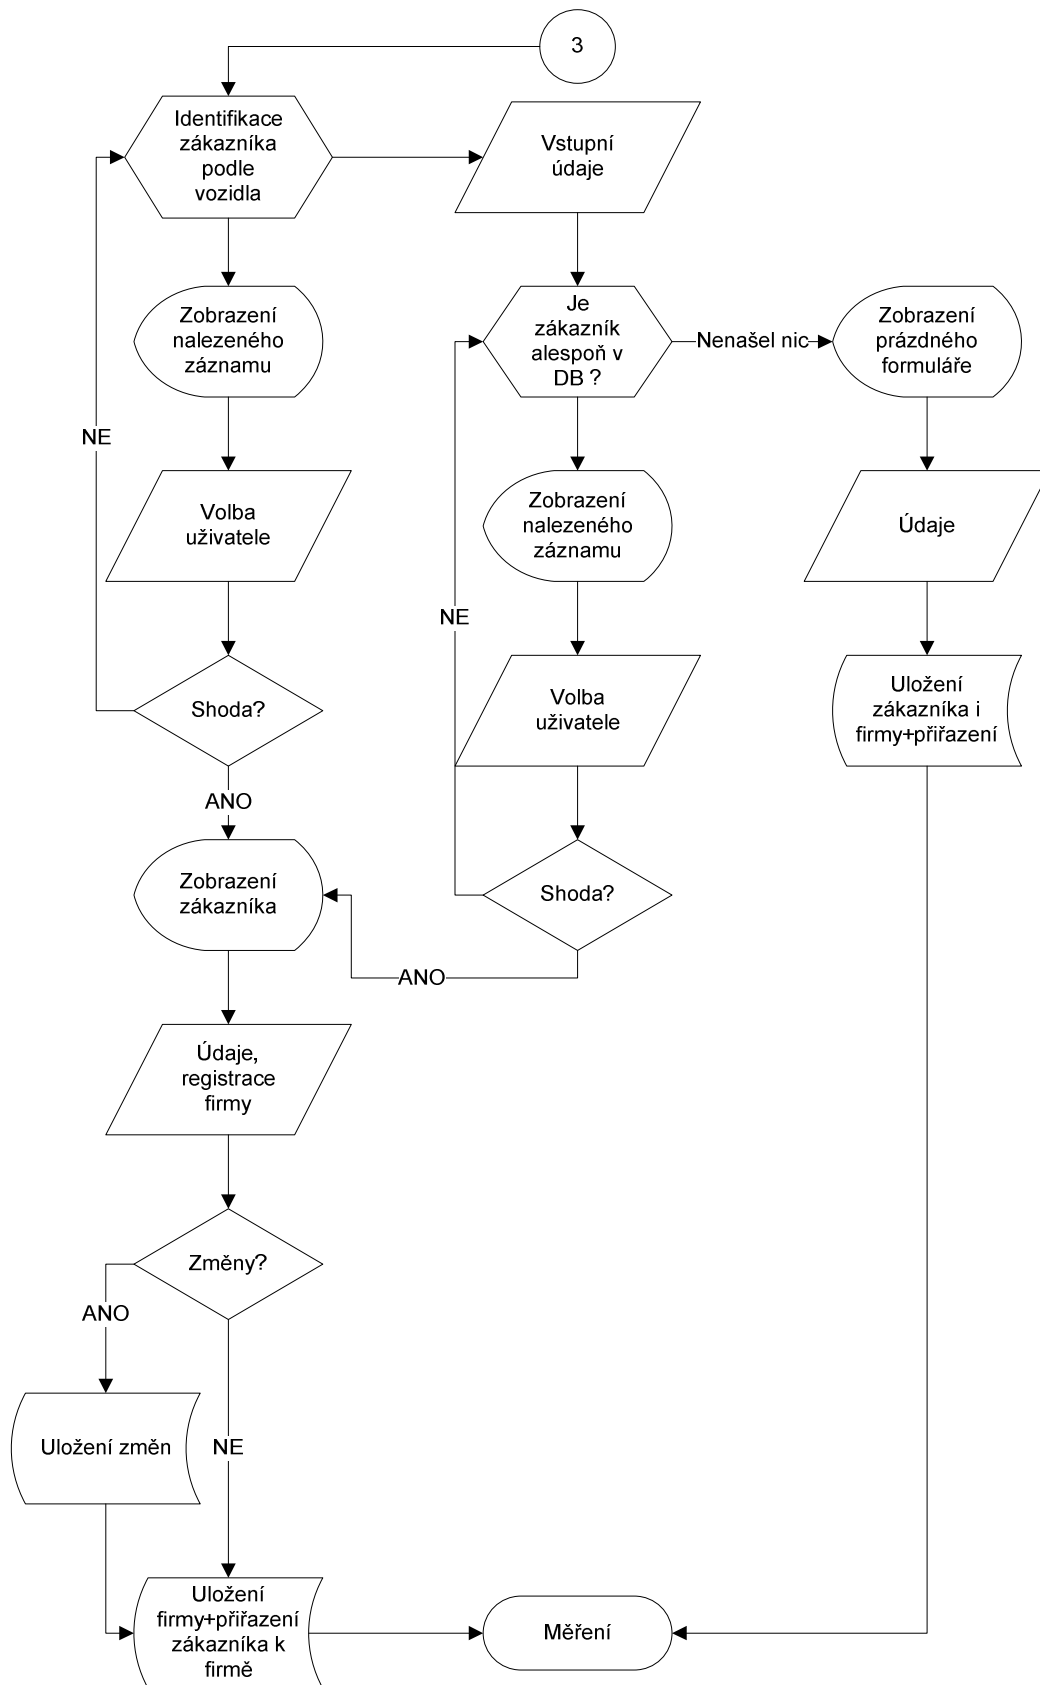 3
Identifikace
zákazníka
podle
vozidla
Vstupní
údaje
Zobrazení
nalezeného
záznamu
Je
zákazník
alespoň v
DB ?
Nenašel nic
Zobrazení
prázdného
formuláře
NE
Volba
uživatele
Zobrazení
nalezeného
záznamu
Údaje
NE
Shoda?
Volba
uživatele
Uložení
zákazníka i
firmy+přiřazení
ANO
Zobrazení
zákazníka
Shoda?
ANO
Údaje,
registrace
firmy
Změny?
ANO
Uložení změn
NE
Uložení
firmy+přiřazení
zákazníka k
firmě
Měření